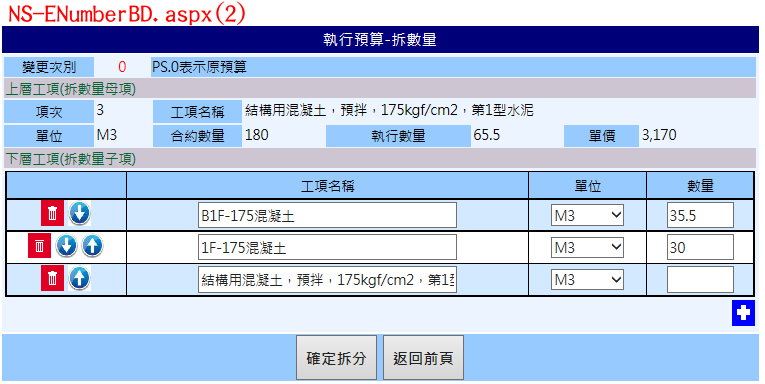 NS-ENumberBD.aspx(2)
執行預算-拆數量
變更次別 0 PS.0表示原預算
上層工項(拆數量母項)
項次 3 工項名稱 結構用混凝土，預拌，175kgf/cm2，第1型水泥
單位 M3 合約數量 180 執行數量 65.5 單價 3,170
下層工項(拆數量子項)
工項名稱 單位 數量
B1F-175混凝土 M3 35.5
1F-175混凝土 M3 30
結構用混凝土，預拌，175kgf/cm2，第1 M3
確定拆分 返回前頁